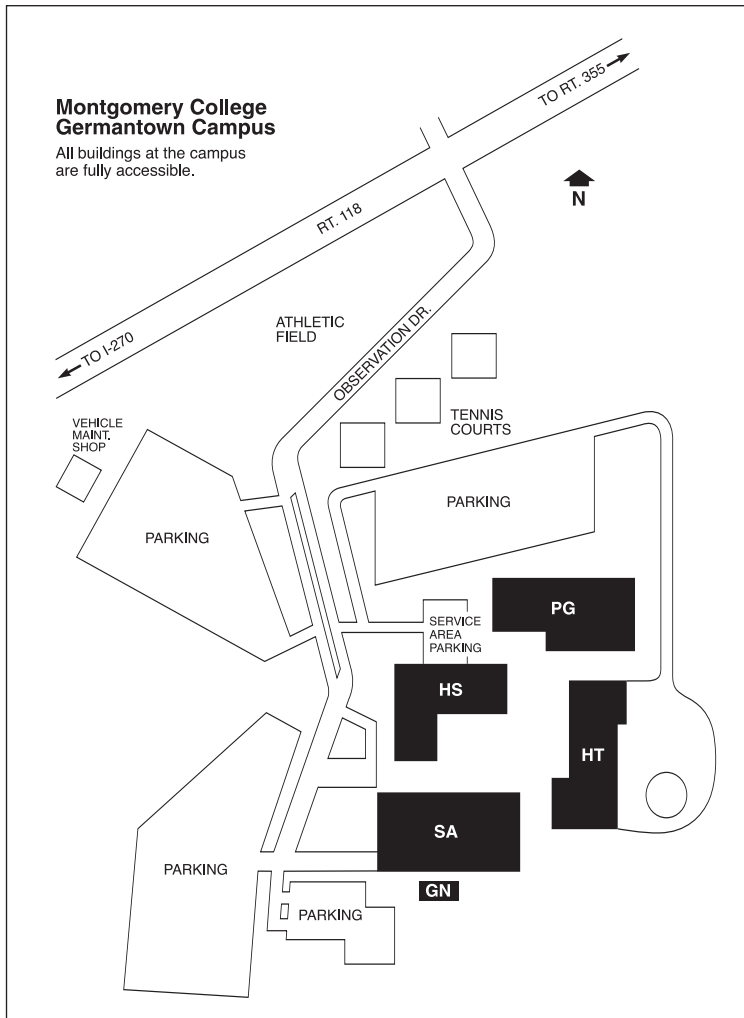 Montgomery College
Germantown Campus
All buildings at the campus
are fully accessible.
TO RT. 355
N
RT. 118
TO I-270
ATHLETIC
FIELD
OBSERVATION DR.
TENNIS
COURTS
VEHICLE
MAINT.
SHOP
PARKING
PARKING
PG
SERVICE
AREA
PARKING
HS
HT
SA
PARKING
GN
PARKING